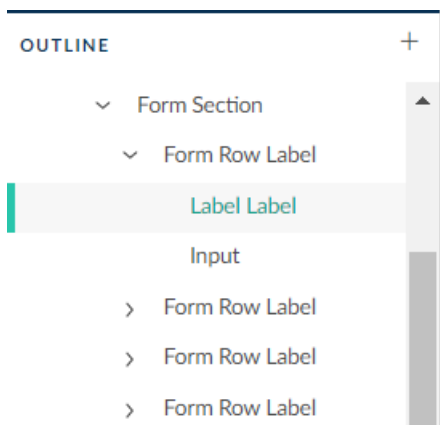 OUTLINE
Form Section
Form Row Label
Label Label
Input
Form Row Label
Form Row Label
Form Row Label